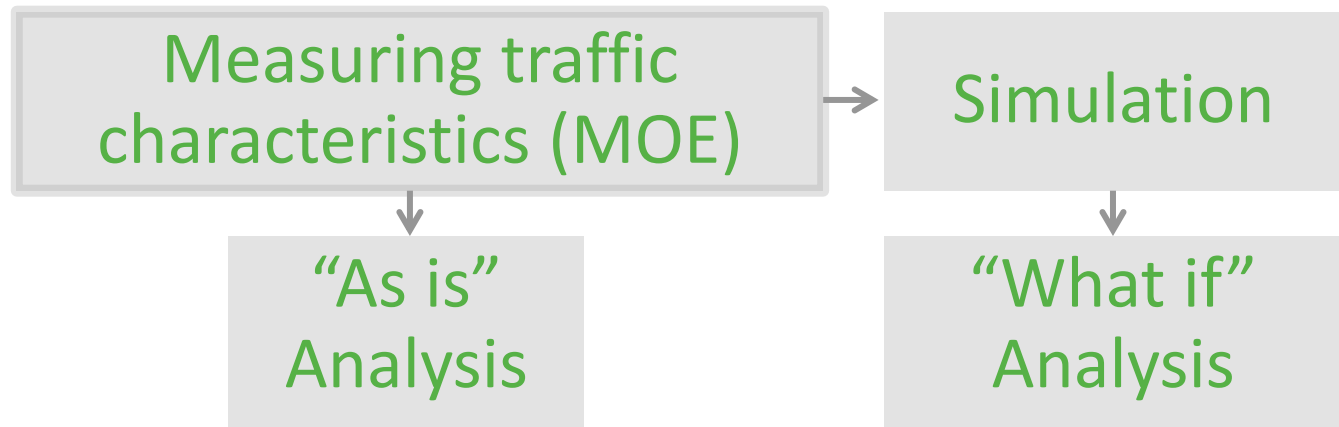 Measuring traffic
characteristics (MOE)
Simulation
“As is”
Analysis
“What if”
Analysis